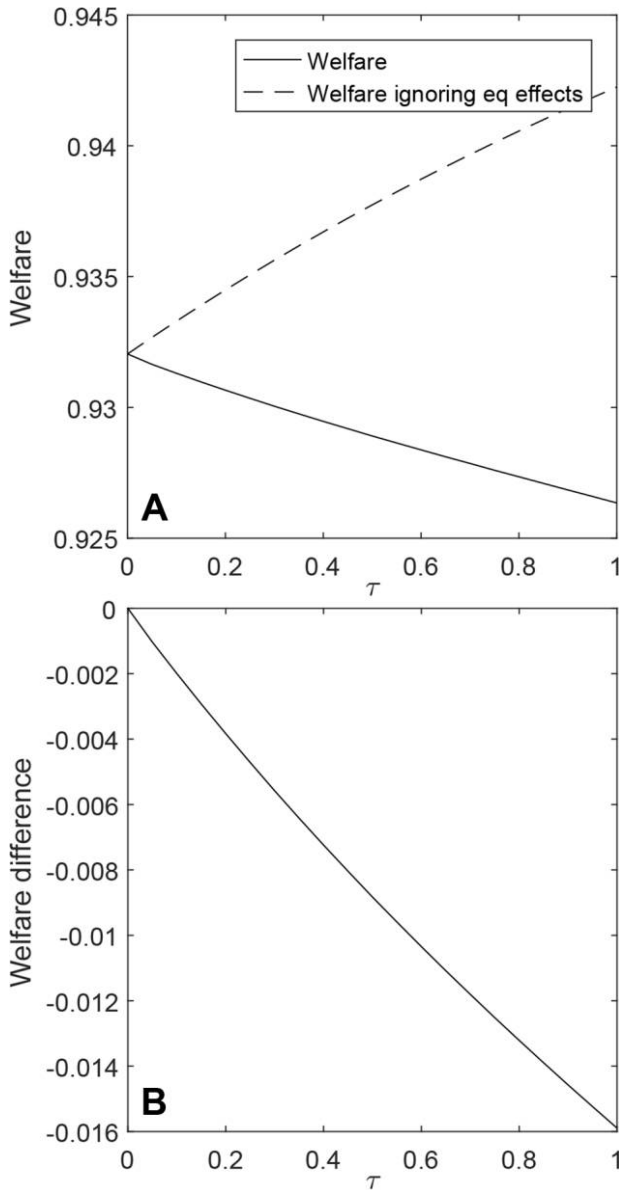 0.945
Welfare
Welfare ignoring eq effects
0.94
0.935
0.93
0.925
Welfare
A
0 0.2 0.4 0.6 0.8 1
τ
0
-0.002
-0.004
-0.006
-0.008
-0.01
-0.012
-0.014
-0.016
Welfare difference
B
0 0.2 0.4 0.6 0.8 1
τ